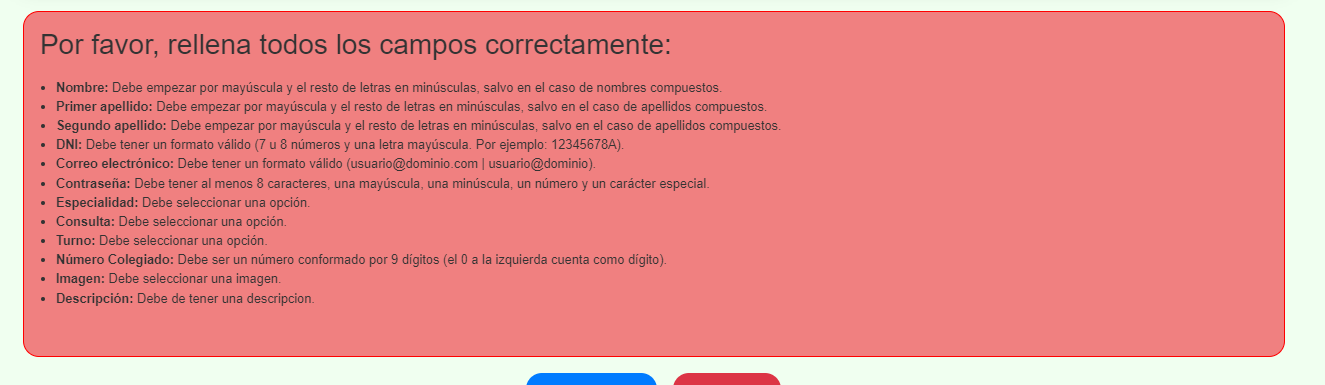 Por favor, rellena todos los campos correctamente:
Nombre: Debe empezar por mayúscula y el resto de letras en minúsculas, salvo en el caso de nombres compuestos.
Primer apellido: Debe empezar por mayúscula y el resto de letras en minúsculas, salvo en el caso de apellidos compuestos.
Segundo apellido: Debe empezar por mayúscula y el resto de letras en minúsculas, salvo en el caso de apellidos compuestos.
DNI: Debe tener un formato válido (7 u 8 números y una letra mayúscula. Por ejemplo: 12345678A).
Correo electrónico: Debe tener un formato válido (usuario@dominio.com | usuario@dominio).
Contraseña: Debe tener al menos 8 caracteres, una mayúscula, una minúscula, un número y un carácter especial.
Especialidad: Debe seleccionar una opción.
Consulta: Debe seleccionar una opción.
Turno: Debe seleccionar una opción.
Número Colegiado: Debe ser un número conformado por 9 dígitos (el 0 a la izquierda cuenta como dígito).
Imagen: Debe seleccionar una imagen.
Descripción: Debe de tener una descripcion.